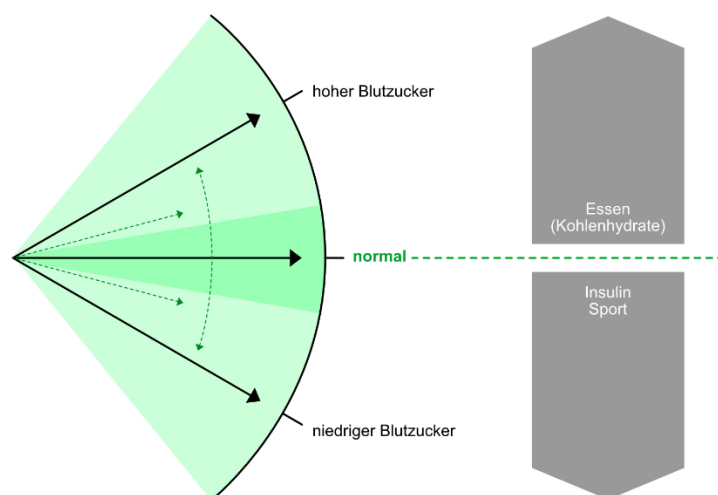 hoher Blutzucker
Essen
(Kohlenhydrate)
normal
Insulin
Sport
niedriger Blutzucker